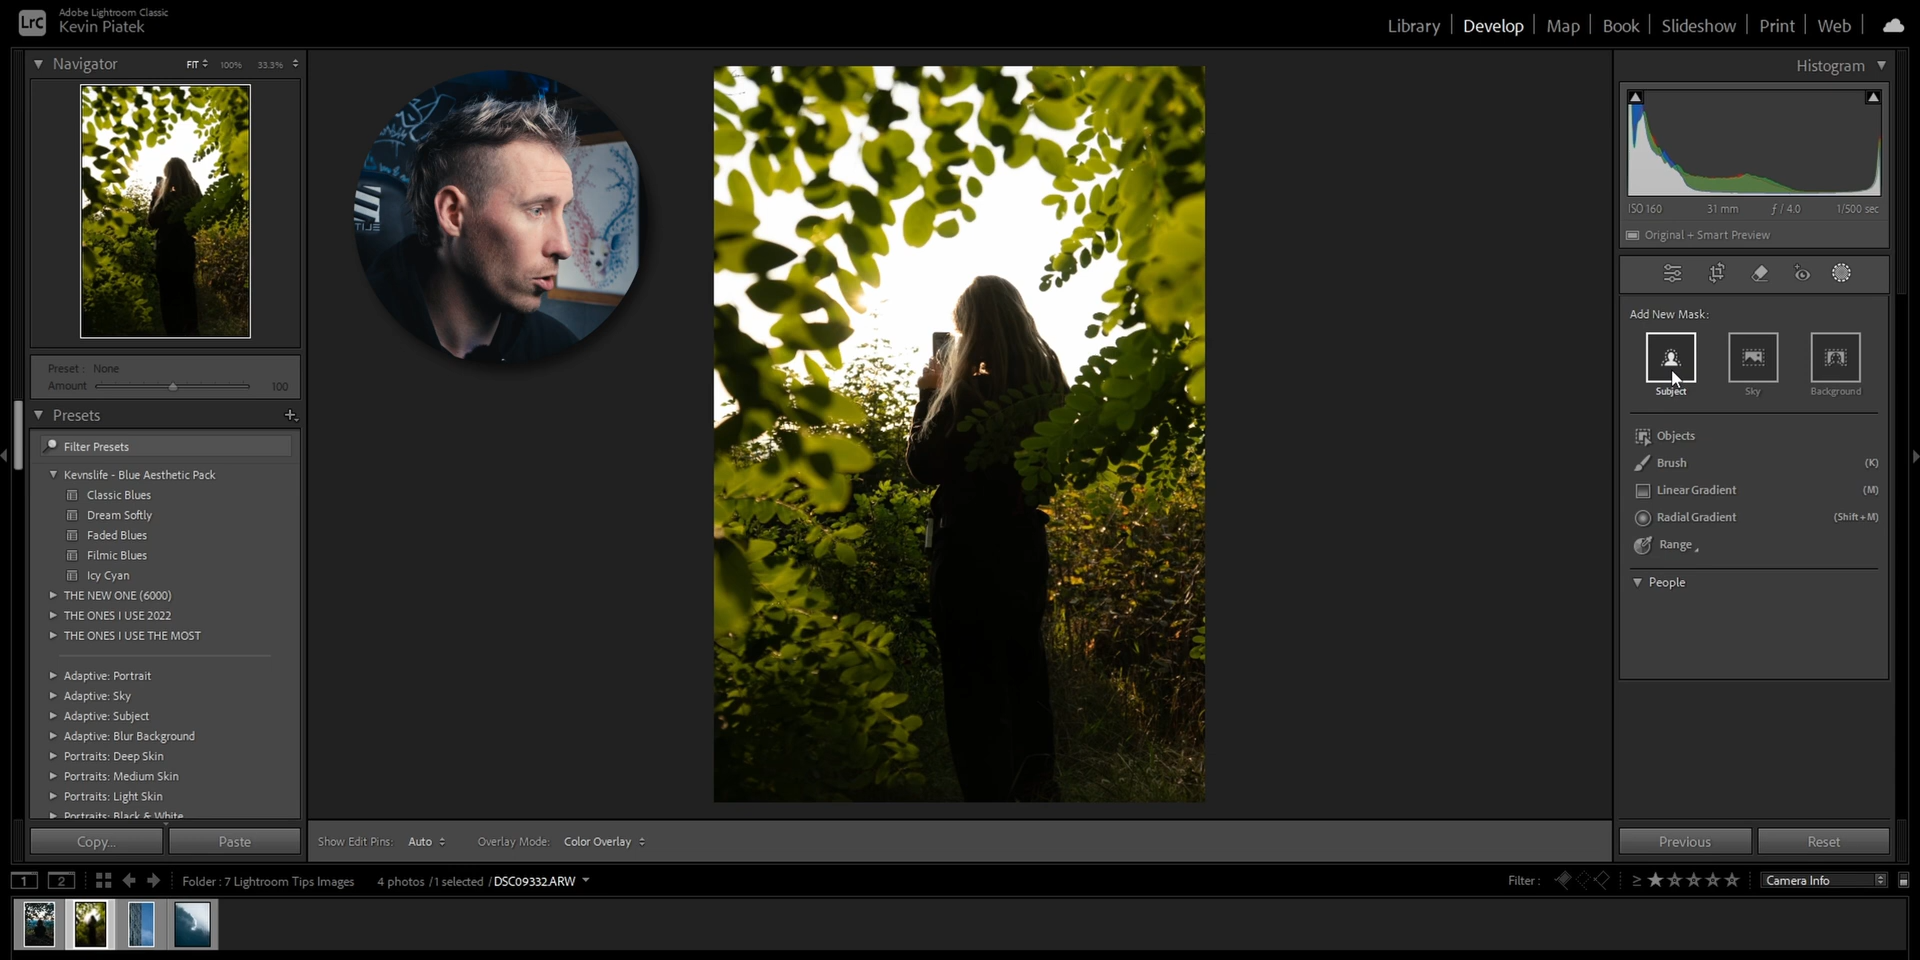 LrC
Adobe Lightroom Classic
Kevin Piatek
Library
Develop
Map
Book
Slideshow
Print
Web
Navigator
FIT
100%
33.3%
Preset : None
Amount
100
Presets
Filter Presets
Kevnslife - Blue Aesthetic Pack
Classic Blues
Dream Softly
Faded Blues
Filmic Blues
Icy Cyan
THE NEW ONE (6000)
THE ONES I USE 2022
THE ONES I USE THE MOST
Adaptive: Portrait
Adaptive: Sky
Adaptive: Subject
Adaptive: Blur Background
Portraits: Deep Skin
Portraits: Medium Skin
Portraits: Light Skin
Portraits: Black & White
Copy...
Paste
Show Edit Pins: Auto
Overlay Mode: Color Overlay
Histogram
ISO 160
31 mm
ƒ / 4.0
1/500 sec
Original + Smart Preview
Add New Mask:
Subject
Sky
Background
Objects
Brush (K)
Linear Gradient (M)
Radial Gradient (Shift+M)
Range
People
Previous
Reset
1
2
Folder : 7 Lightroom Tips Images
4 photos /1 selected /DSC09332.ARW
Filter :
≥
Camera Info